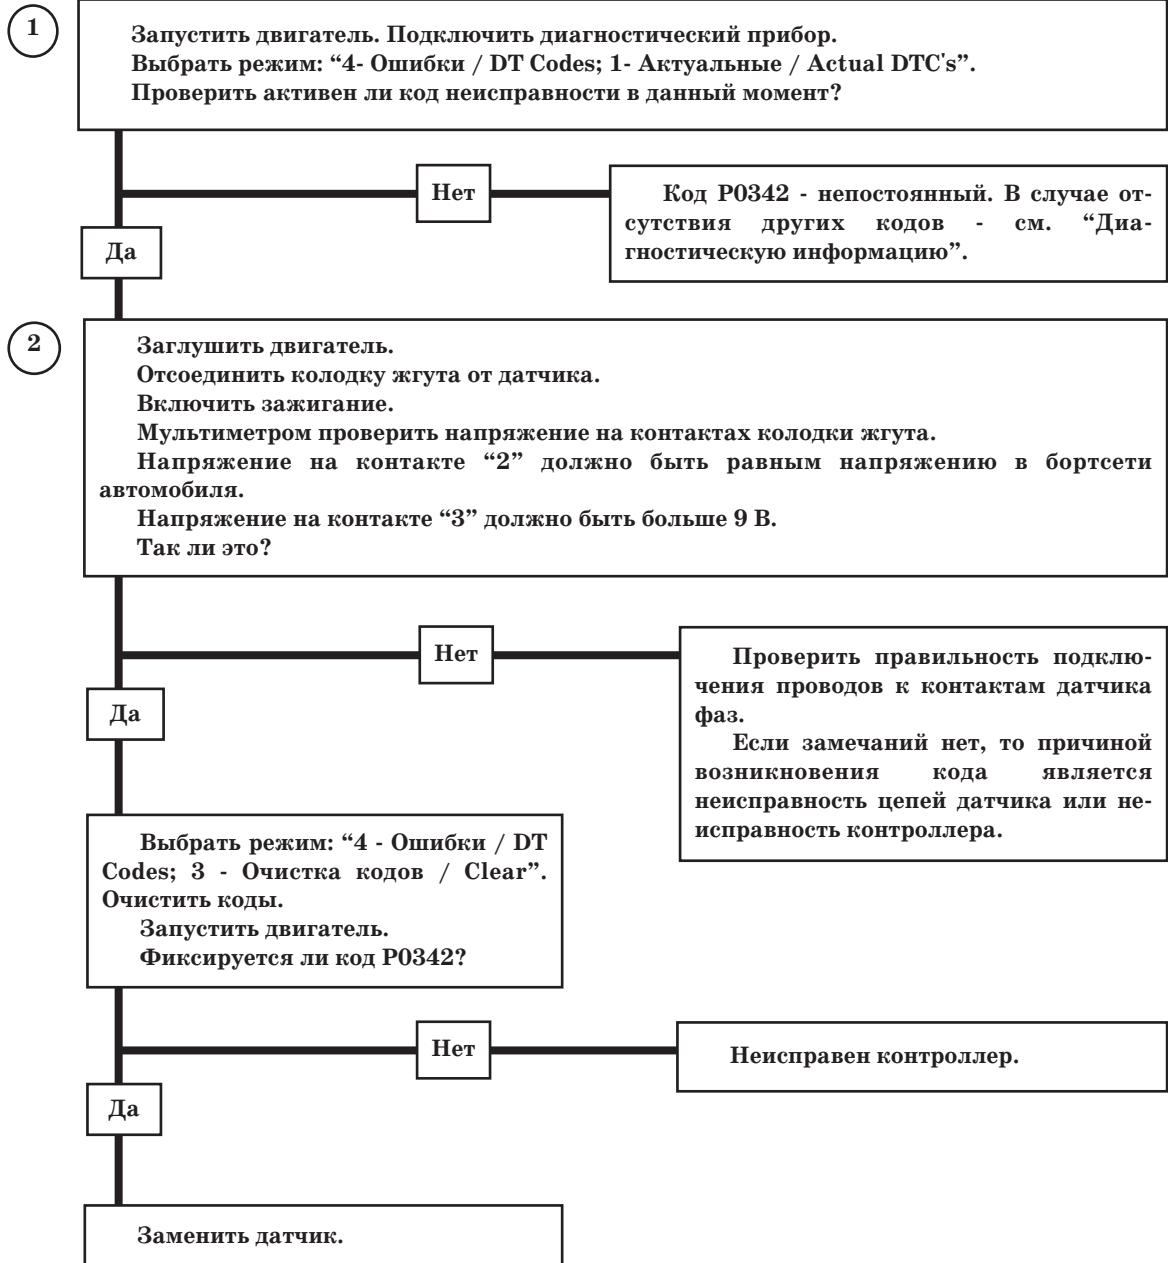 1
Запустить двигатель. Подключить диагностический прибор.
Выбрать режим: “4- Ошибки / DT Codes; 1- Актуальные / Actual DTC's”.
Проверить активен ли код неисправности в данный момент?
Нет
Код Р0342 - непостоянный. В случае от-
сутствия других кодов - см. “Диа-
гностическую информацию”.
Да
2
Заглушить двигатель.
Отсоединить колодку жгута от датчика.
Включить зажигание.
Мультиметром проверить напряжение на контактах колодки жгута.
Напряжение на контакте “2” должно быть равным напряжению в бортсети
автомобиля.
Напряжение на контакте “3” должно быть больше 9 В.
Так ли это?
Нет
Проверить правильность подклю-
чения проводов к контактам датчика
фаз.
Если замечаний нет, то причиной
возникновения кода является
неисправность цепей датчика или не-
исправность контроллера.
Да
Выбрать режим: “4 - Ошибки / DT
Codes; 3 - Очистка кодов / Clear”.
Очистить коды.
Запустить двигатель.
Фиксируется ли код Р0342?
Нет
Неисправен контроллер.
Да
Заменить датчик.